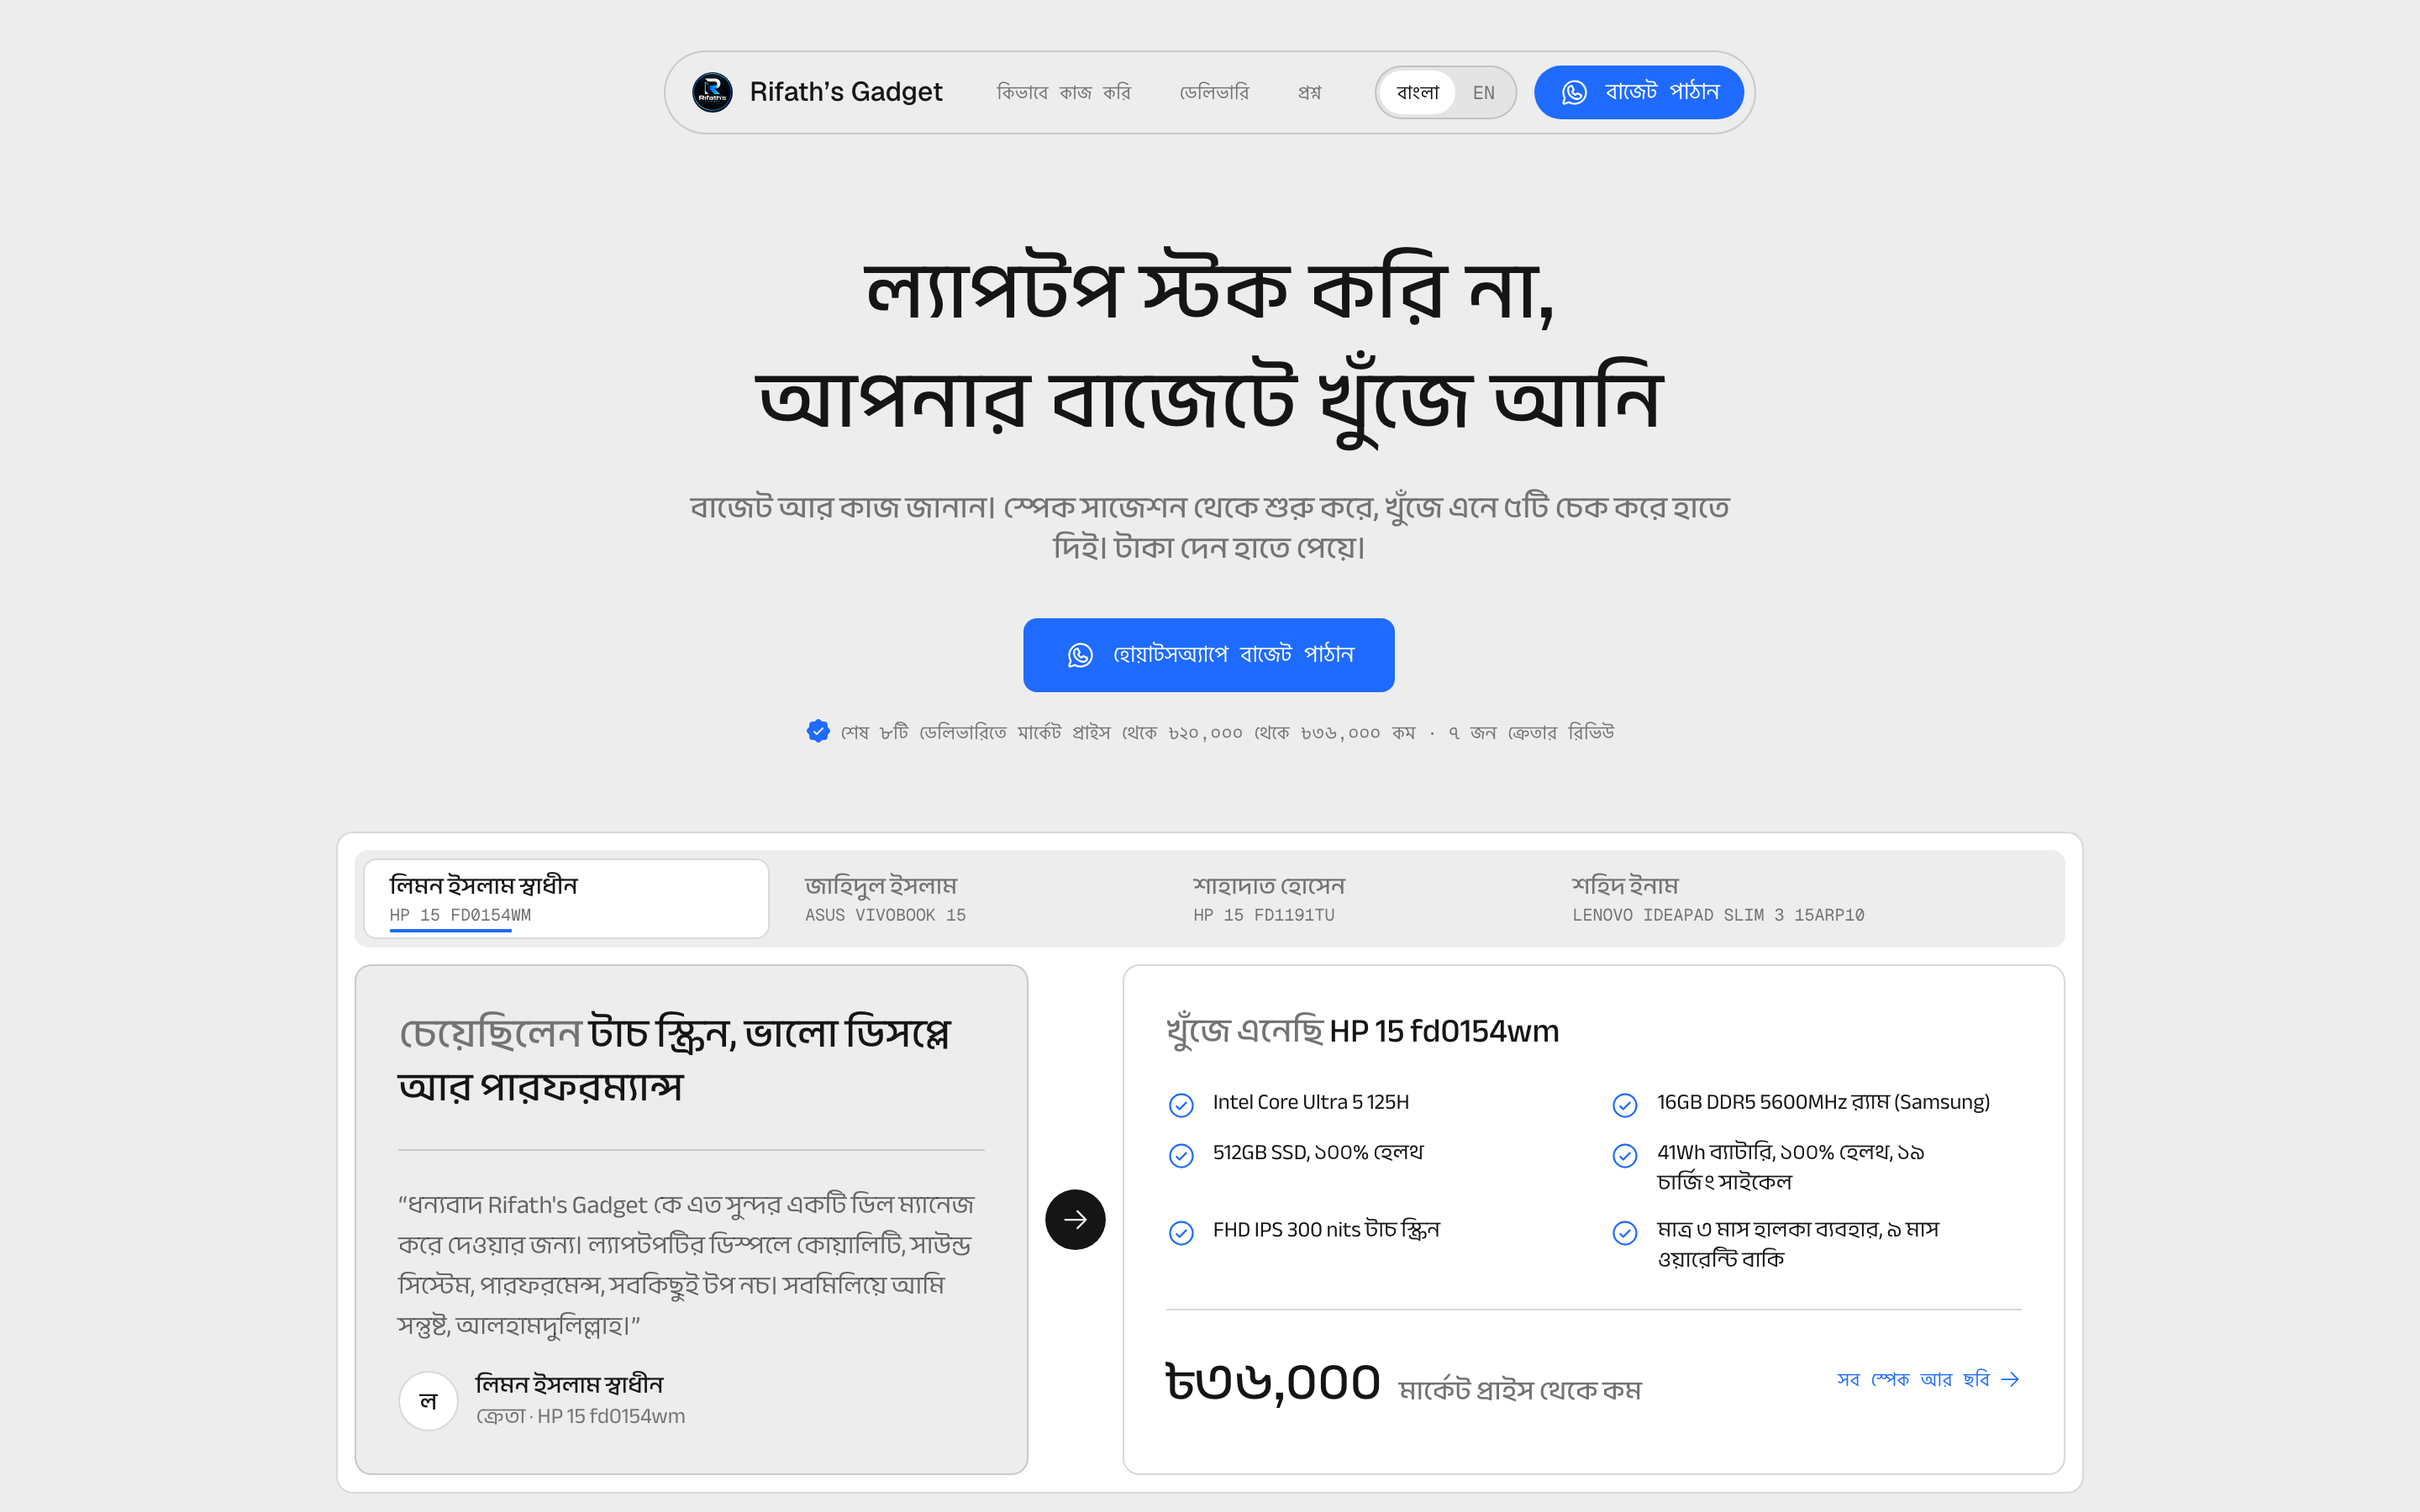 Rifath's
Rifath’s Gadget
কিভাবে কাজ করি
ডেলিভারি
প্রশ্ন
বাংলা
EN
বাজেট পাঠান
ল্যাপটপ স্টক করি না,
আপনার বাজেটে খুঁজে আনি
বাজেট আর কাজ জানান। স্পেক সাজেশন থেকে শুরু করে, খুঁজে এনে ৫টি চেক করে হাতে
দিই। টাকা দেন হাতে পেয়ে।
হোয়াটসঅ্যাপে বাজেট পাঠান
শেষ ৮টি ডেলিভারিতে মার্কেট প্রাইস থেকে ৳২০,০০০ থেকে ৳৩৬,০০০ কম · ৭ জন ক্রেতার রিভিউ
লিমন ইসলাম স্বাধীন
HP 15 FD0154WM
জাহিদুল ইসলাম
ASUS VIVOBOOK 15
শাহাদাত হোসেন
HP 15 FD1191TU
শহিদ ইনাম
LENOVO IDEAPAD SLIM 3 15ARP10
চেয়েছিলেন টাচ স্ক্রিন, ভালো ডিসপ্লে
আর পারফরম্যান্স
“ধন্যবাদ Rifath's Gadget কে এত সুন্দর একটি ডিল ম্যানেজ
করে দেওয়ার জন্য। ল্যাপটপটির ডিস্পলে কোয়ালিটি, সাউন্ড
সিস্টেম, পারফরমেন্স, সবকিছুই টপ নচ। সবমিলিয়ে আমি
সন্তুষ্ট, আলহামদুলিল্লাহ।”
ল
লিমন ইসলাম স্বাধীন
ক্রেতা · HP 15 fd0154wm
খুঁজে এনেছি HP 15 fd0154wm
Intel Core Ultra 5 125H
16GB DDR5 5600MHz র‍্যাম (Samsung)
512GB SSD, ১০০% হেলথ
41Wh ব্যাটারি, ১০০% হেলথ, ১৯
চার্জিং সাইকেল
FHD IPS 300 nits টাচ স্ক্রিন
মাত্র ৩ মাস হালকা ব্যবহার, ৯ মাস
ওয়ারেন্টি বাকি
৳৩৬,০০০ মার্কেট প্রাইস থেকে কম
সব স্পেক আর ছবি